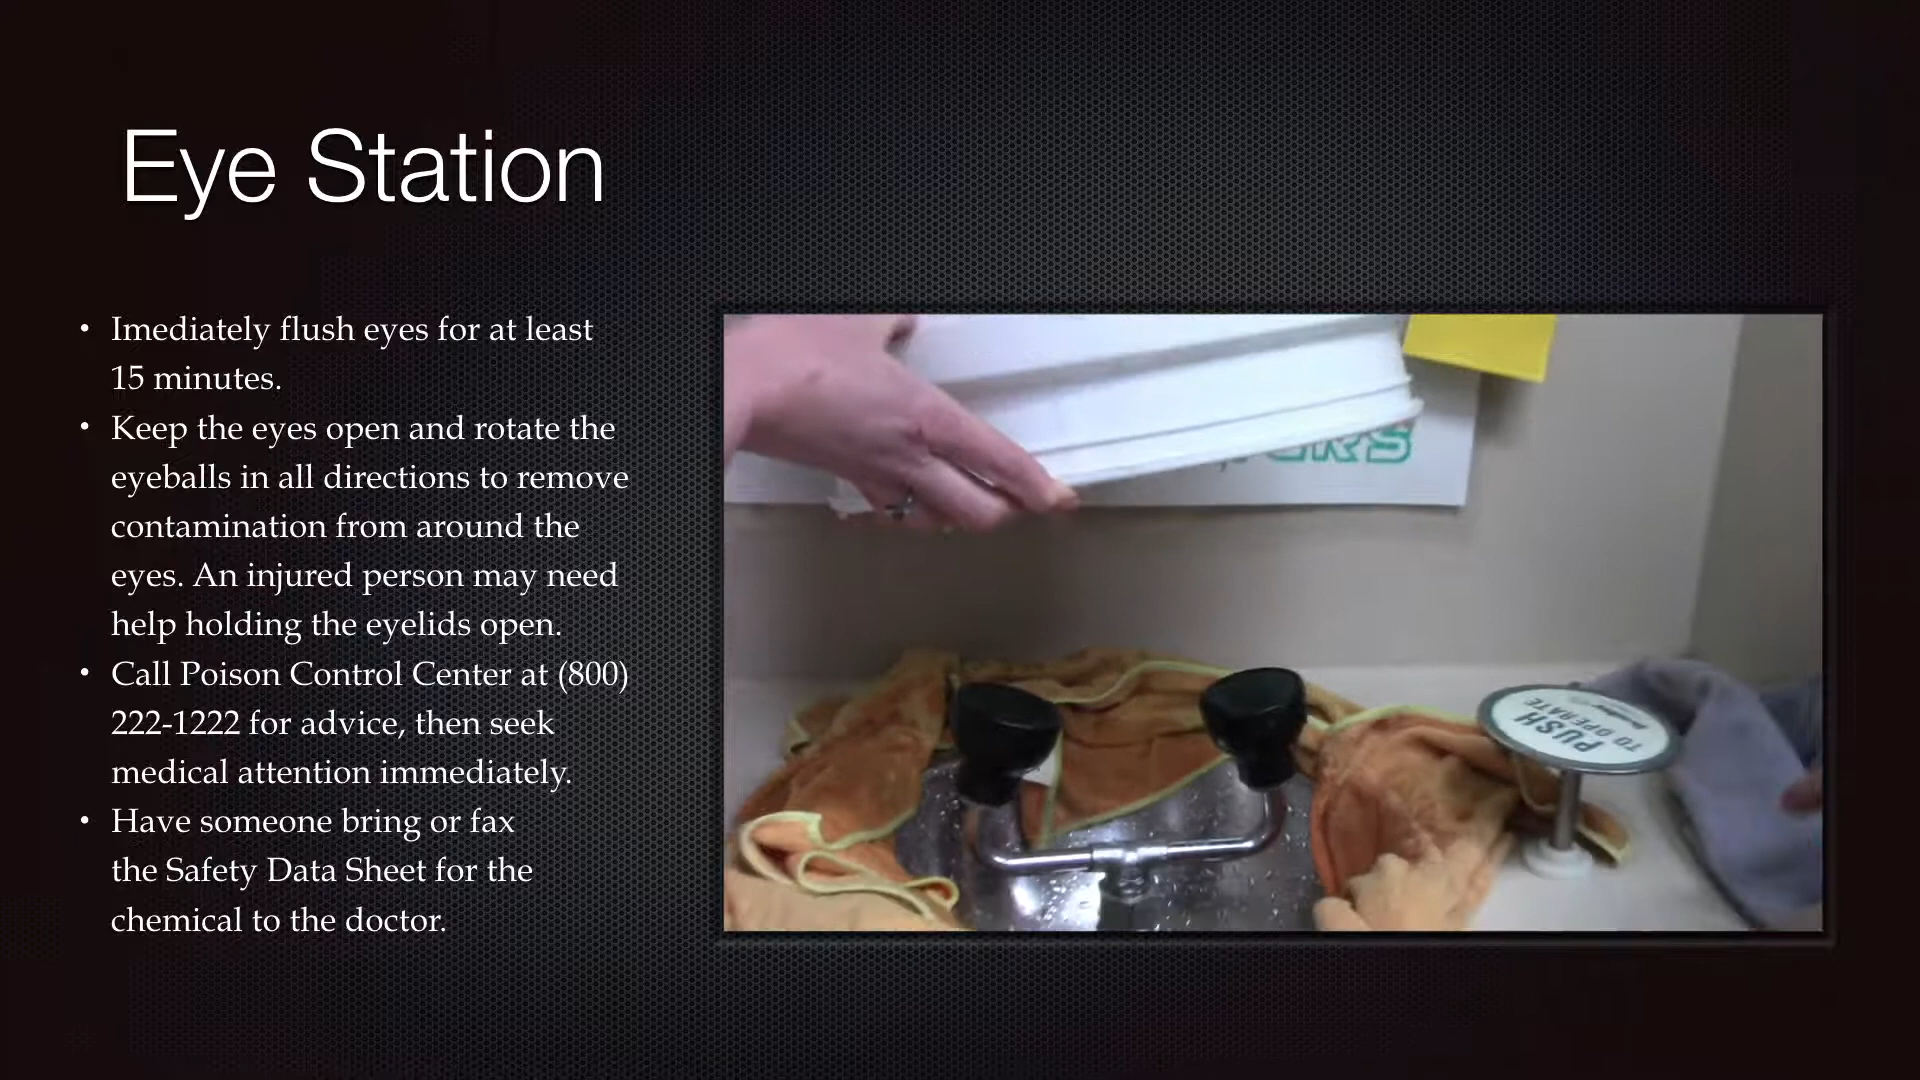 Eye Station
• Imediately flush eyes for at least
15 minutes.
• Keep the eyes open and rotate the
eyeballs in all directions to remove
contamination from around the
eyes. An injured person may need
help holding the eyelids open.
• Call Poison Control Center at (800)
222-1222 for advice, then seek
medical attention immediately.
• Have someone bring or fax
the Safety Data Sheet for the
chemical to the doctor.
PUSH
TO OPERATE